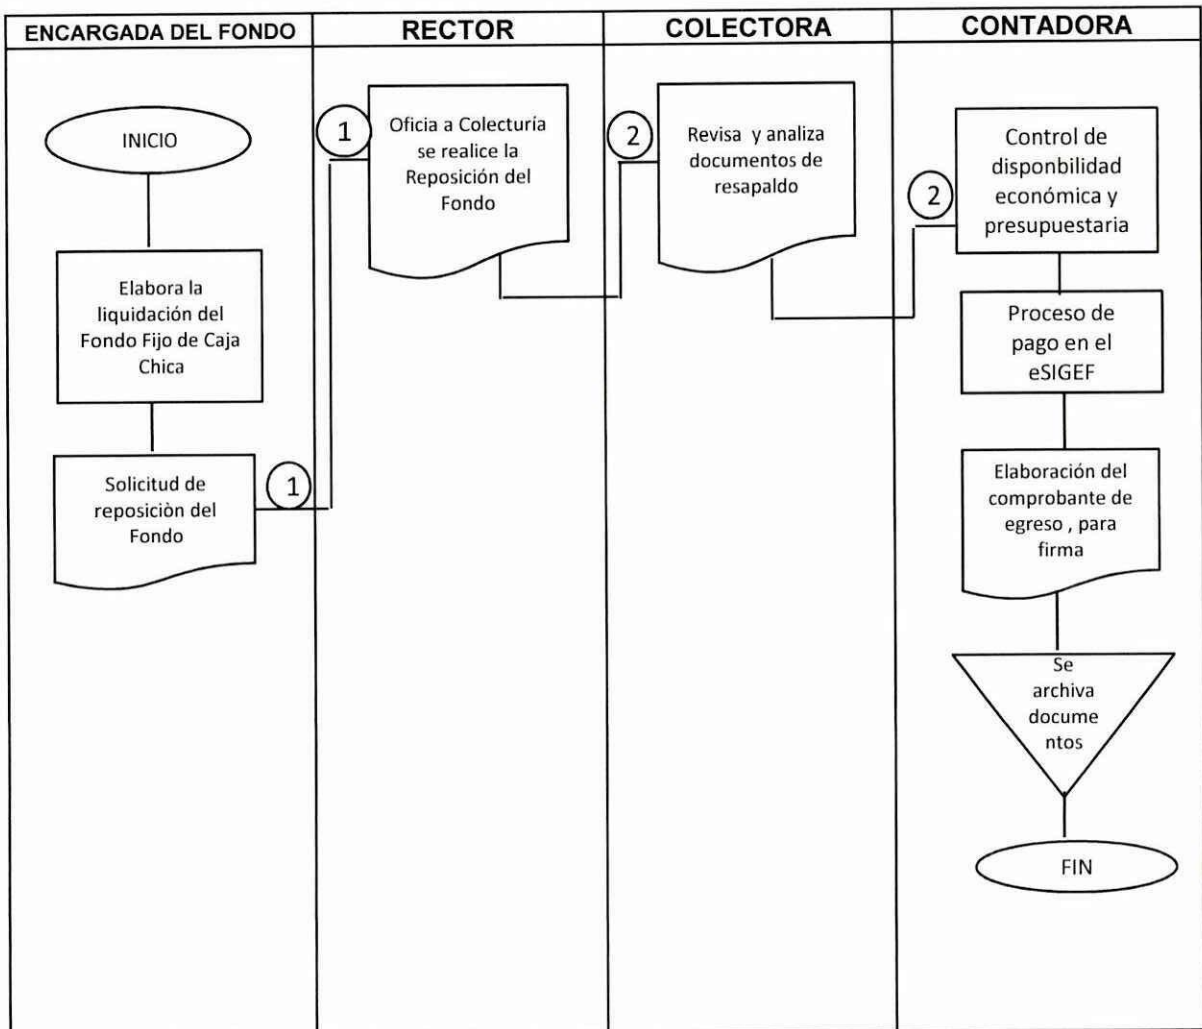 ENCARGADA DEL FONDO
RECTOR
COLECTORA
CONTADORA
INICIO
Elabora la
liquidación del
Fondo Fijo de Caja
Chica
Solicitud de
reposiciòn del
Fondo
1
1
Oficia a Colecturía
se realice la
Reposición del
Fondo
2
Revisa y analiza
documentos de
resapaldo
2
Control de
disponbilidad
económica y
presupuestaria
Proceso de
pago en el
eSIGEF
Elaboración del
comprobante de
egreso , para
firma
Se
archiva
docume
ntos
FIN